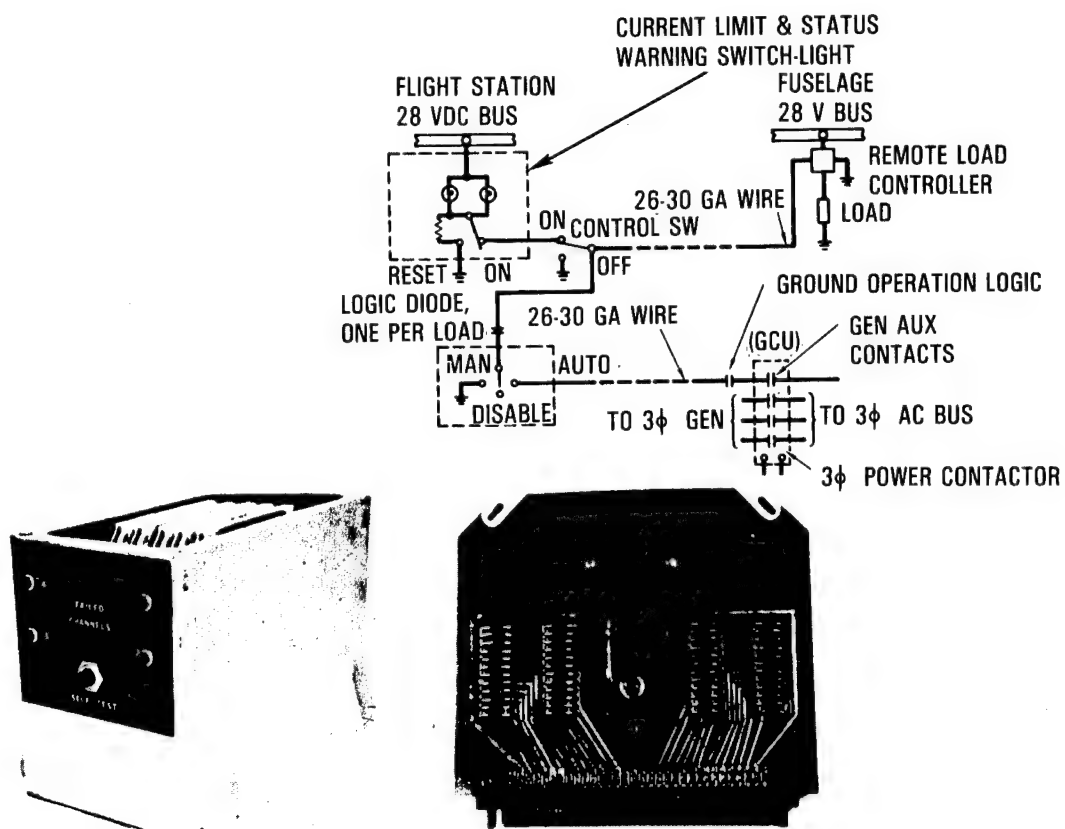 CURRENT LIMIT & STATUS
WARNING SWITCH-LIGHT
FLIGHT STATION
28 VDC BUS
FUSELAGE
28 V BUS
REMOTE LOAD
CONTROLLER
LOAD
26-30 GA WIRE
ON
CONTROL SW
OFF
RESET
ON
LOGIC DIODE,
ONE PER LOAD
26-30 GA WIRE
GROUND OPERATION LOGIC
(GCU)
GEN AUX
CONTACTS
MAN
AUTO
DISABLE
TO 3ϕ GEN
TO 3ϕ AC BUS
3ϕ POWER CONTACTOR
FAILED
CHANNELS
SELF TEST